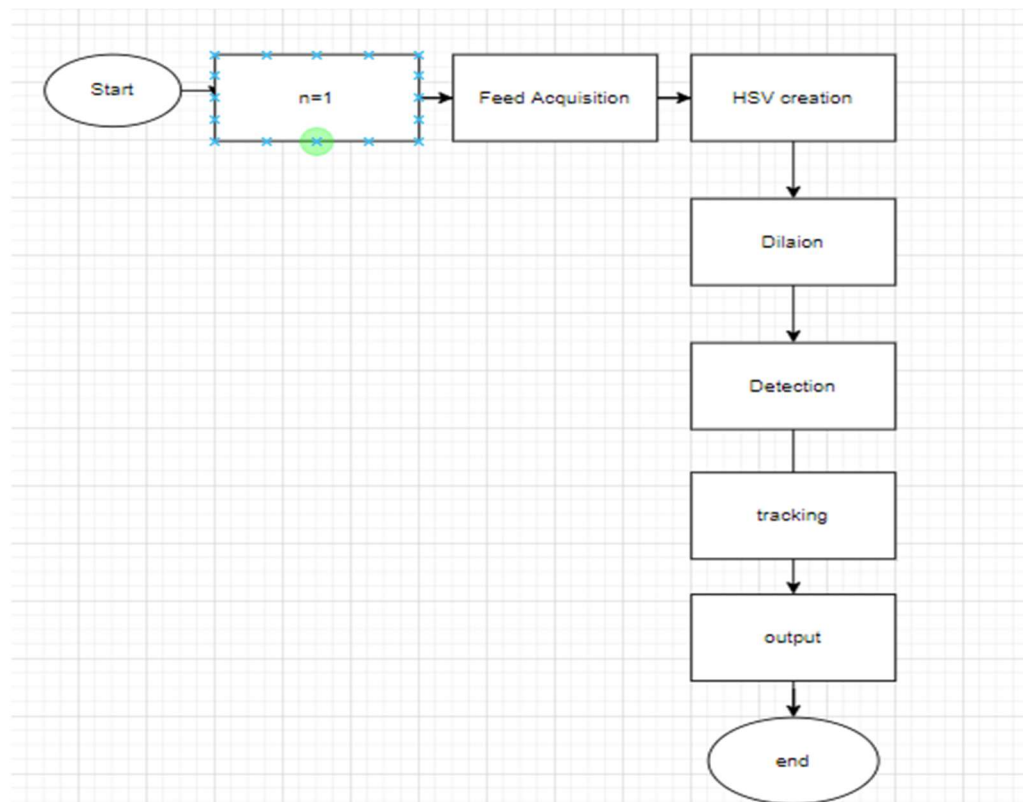 Start
n=1
Feed Acquisition
HSV creation
Dilaion
Detection
tracking
output
end